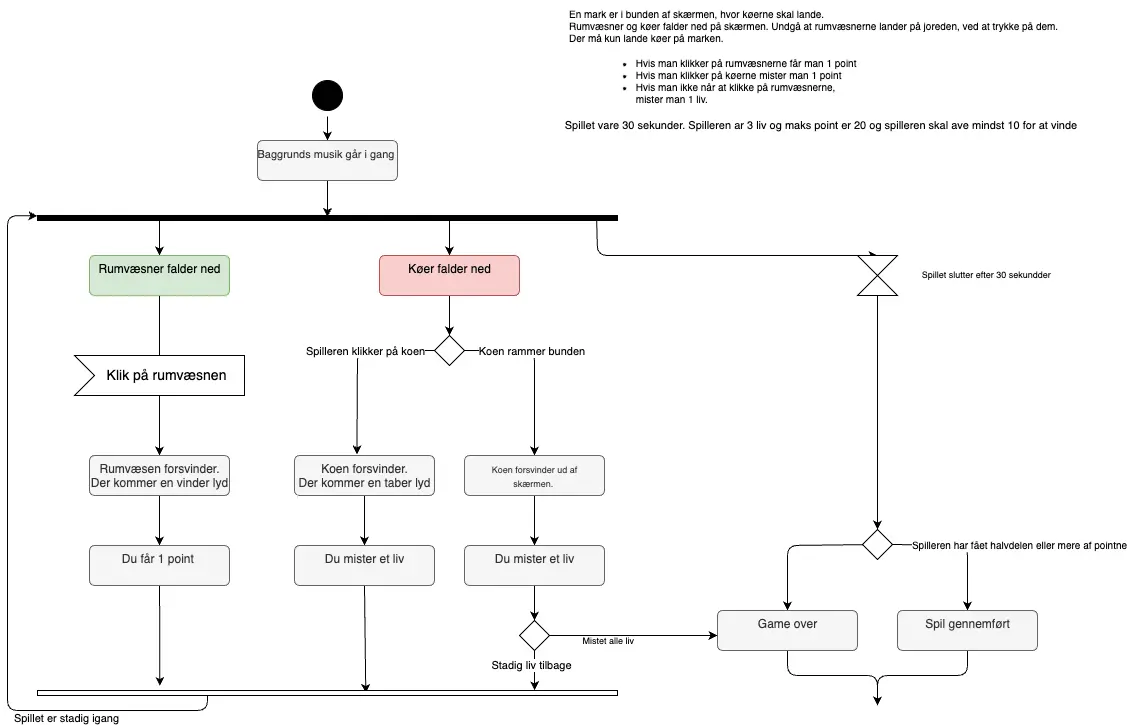 En mark er i bunden af skærmen, hvor køerne skal lande.
Rumvæsner og køer falder ned på skærmen. Undgå at rumvæsnerne lander på joreden, ved at trykke på dem.
Der må kun lande køer på marken.
Hvis man klikker på rumvæsnerne får man 1 point
Hvis man klikker på køerne mister man 1 point
Hvis man ikke når at klikke på rumvæsnerne,
mister man 1 liv.
Spillet vare 30 sekunder. Spilleren ar 3 liv og maks point er 20 og spilleren skal ave mindst 10 for at vinde
Baggrunds musik går i gang
Rumvæsner falder ned
Køer falder ned
Spillet slutter efter 30 sekundder
Spilleren klikker på koen
Koen rammer bunden
Klik på rumvæsnen
Rumvæsen forsvinder.
Der kommer en vinder lyd
Koen forsvinder.
Der kommer en taber lyd
Koen forsvinder ud af
skærmen.
Du får 1 point
Du mister et liv
Du mister et liv
Spilleren har fået halvdelen eller mere af pointne
Game over
Spil gennemført
Mistet alle liv
Stadig liv tilbage
Spillet er stadig igang